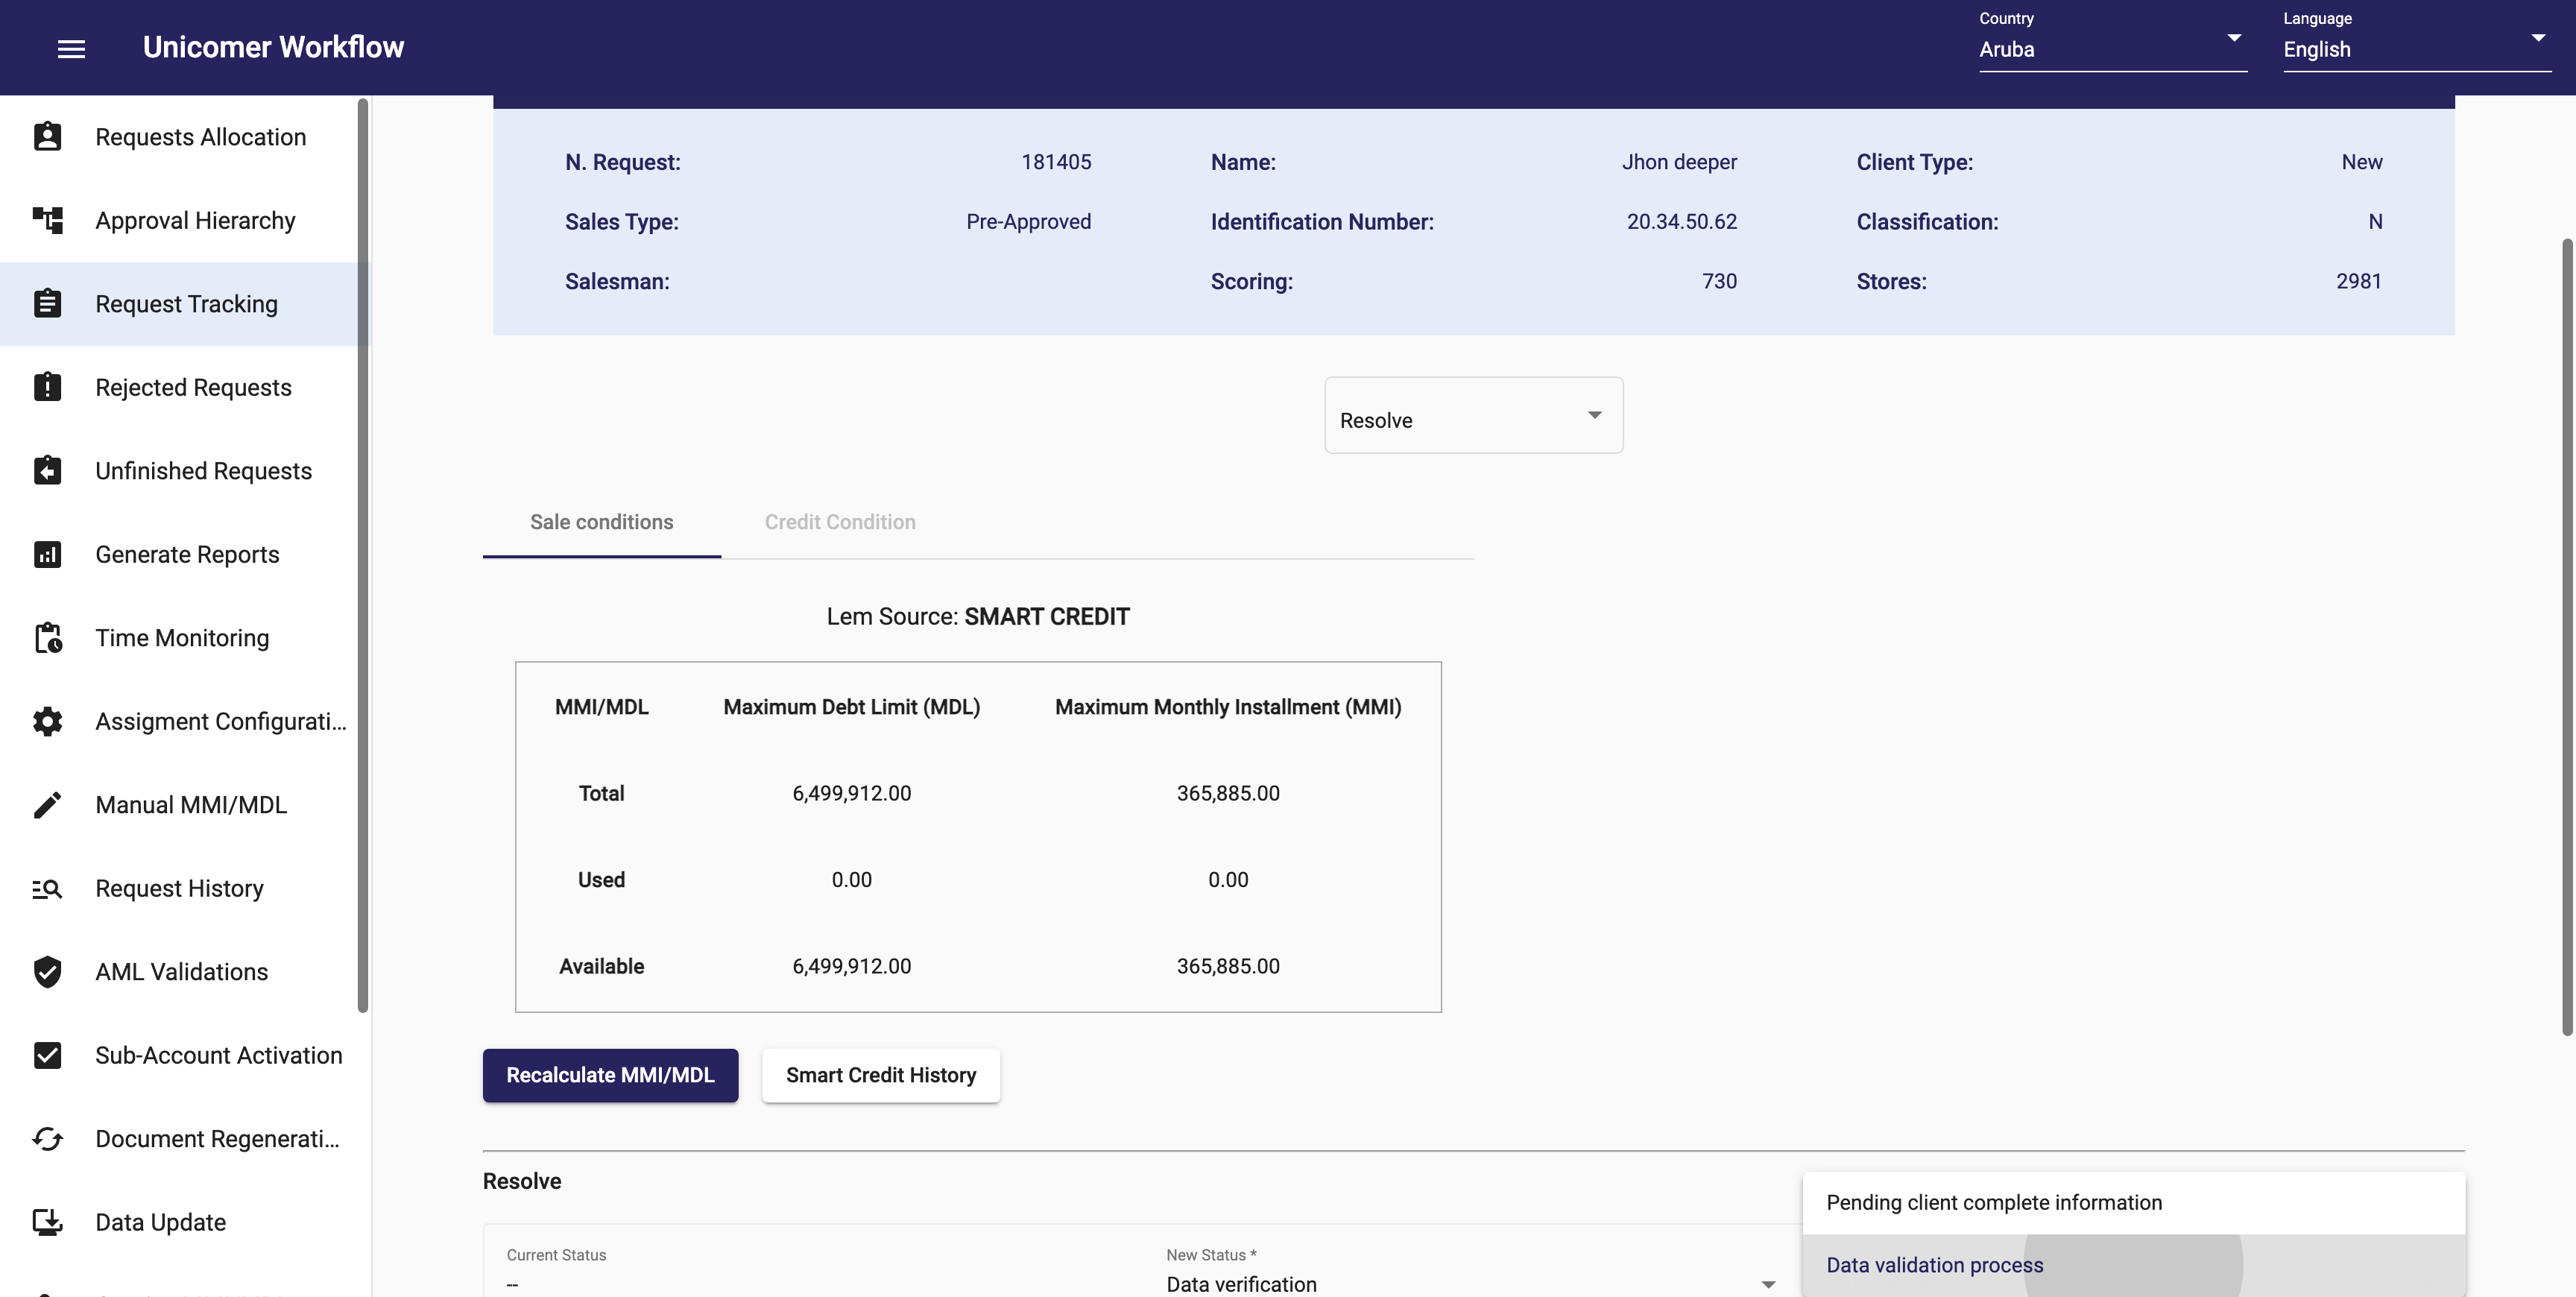 Unicomer Workflow
Country
Aruba
Language
English
Requests Allocation
Approval Hierarchy
Request Tracking
Rejected Requests
Unfinished Requests
Generate Reports
Time Monitoring
Assigment Configurati...
Manual MMI/MDL
Request History
AML Validations
Sub-Account Activation
Document Regenerati...
Data Update
N. Request: 181405 Name: Jhon deeper Client Type: New
Sales Type: Pre-Approved Identification Number: 20.34.50.62 Classification: N
Salesman: Scoring: 730 Stores: 2981
Resolve
Sale conditions Credit Condition
Lem Source: SMART CREDIT
MMI/MDL Maximum Debt Limit (MDL) Maximum Monthly Installment (MMI)
Total 6,499,912.00 365,885.00
Used 0.00 0.00
Available 6,499,912.00 365,885.00
Recalculate MMI/MDL Smart Credit History
Resolve
Current Status
--
New Status *
Data verification
Pending client complete information
Data validation process